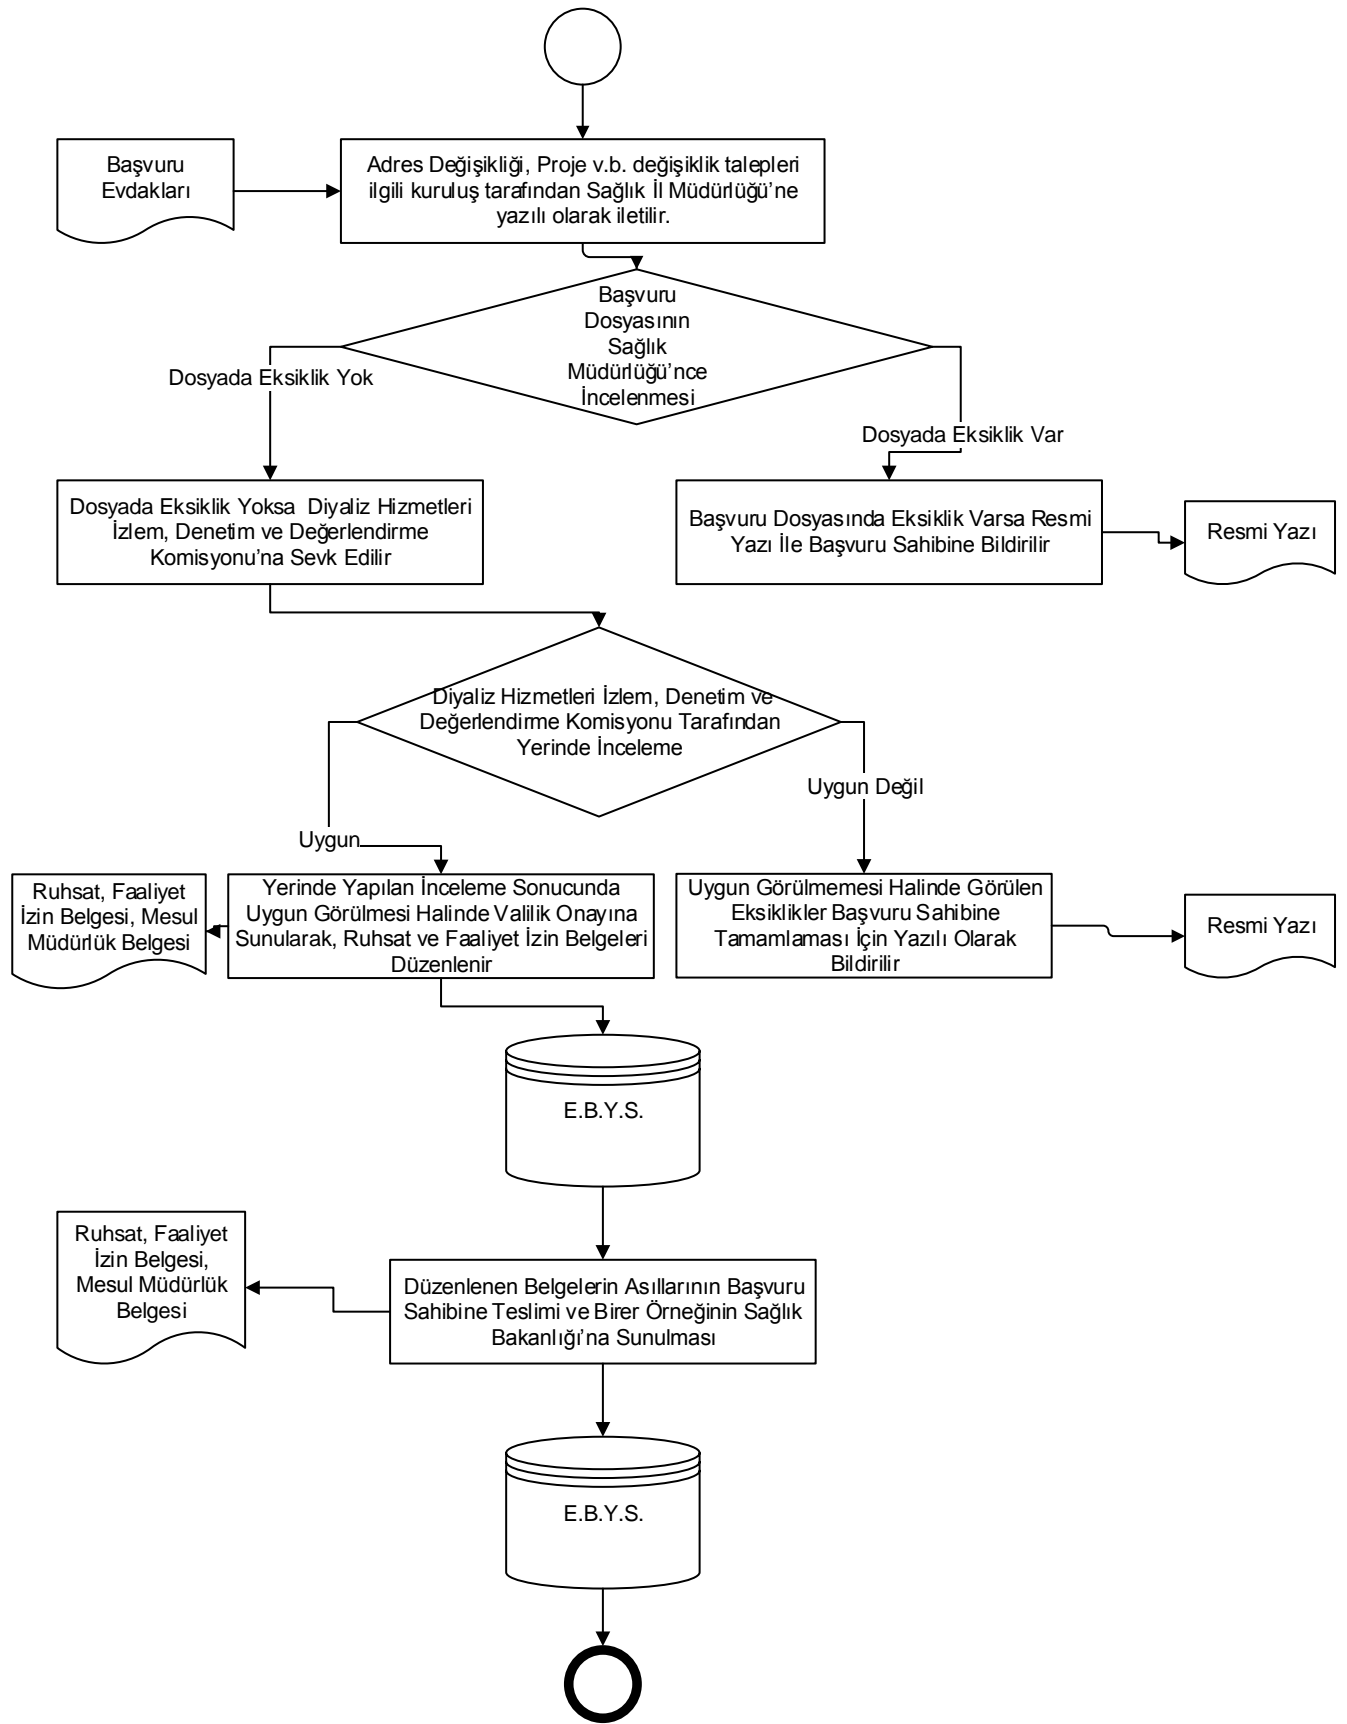 Başvuru
Evdakları
Adres Değişikliği, Proje v.b. değişiklik talepleri
ilgili kuruluş tarafından Sağlık İl Müdürlüğü’ne
yazılı olarak iletilir.
Başvuru
Dosyasının
Sağlık
Müdürlüğü’nce
İncelenmesi
Dosyada Eksiklik Yok
Dosyada Eksiklik Var
Dosyada Eksiklik Yoksa  Diyaliz Hizmetleri
İzlem, Denetim ve Değerlendirme
Komisyonu’na Sevk Edilir
Başvuru Dosyasında Eksiklik Varsa Resmi
Yazı İle Başvuru Sahibine Bildirilir
Resmi Yazı
Diyaliz Hizmetleri İzlem, Denetim ve
Değerlendirme Komisyonu Tarafından
Yerinde İnceleme
Uygun Değil
Uygun
Ruhsat, Faaliyet
İzin Belgesi, Mesul
Müdürlük Belgesi
Yerinde Yapılan İnceleme Sonucunda
Uygun Görülmesi Halinde Valilik Onayına
Sunularak, Ruhsat ve Faaliyet İzin Belgeleri
Düzenlenir
Uygun Görülmemesi Halinde Görülen
Eksiklikler Başvuru Sahibine
Tamamlaması İçin Yazılı Olarak
Bildirilir
Resmi Yazı
E.B.Y.S.
Ruhsat, Faaliyet
İzin Belgesi,
Mesul Müdürlük
Belgesi
Düzenlenen Belgelerin Asıllarının Başvuru
Sahibine Teslimi ve Birer Örneğinin Sağlık
Bakanlığı’na Sunulması
E.B.Y.S.